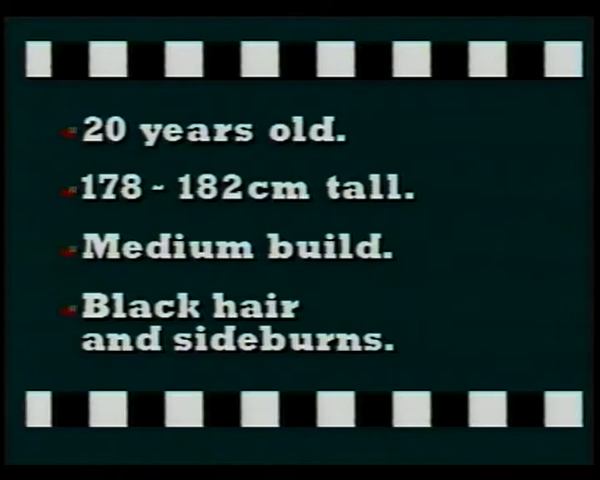 20 years old.
178 - 182cm tall.
Medium build.
Black hair
and sideburns.